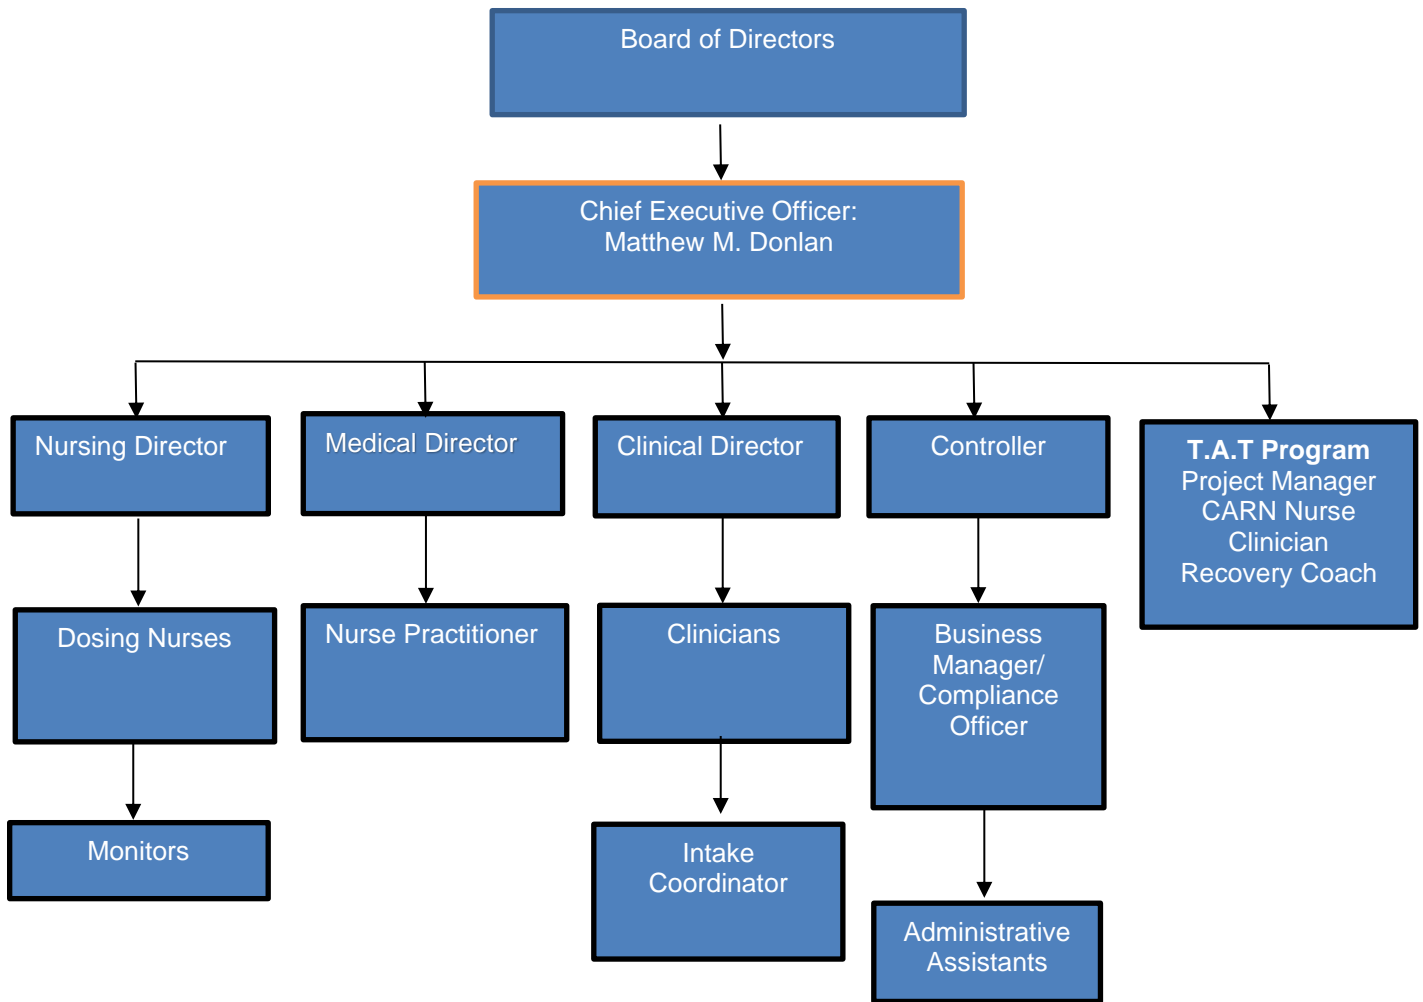 Board of Directors
Chief Executive Officer:
Matthew M. Donlan
Nursing Director
Medical Director
Clinical Director
Controller
T.A.T Program
Project Manager
CARN Nurse
Clinician
Recovery Coach
Dosing Nurses
Nurse Practitioner
Clinicians
Business
Manager/
Compliance
Officer
Monitors
Intake
Coordinator
Administrative
Assistants